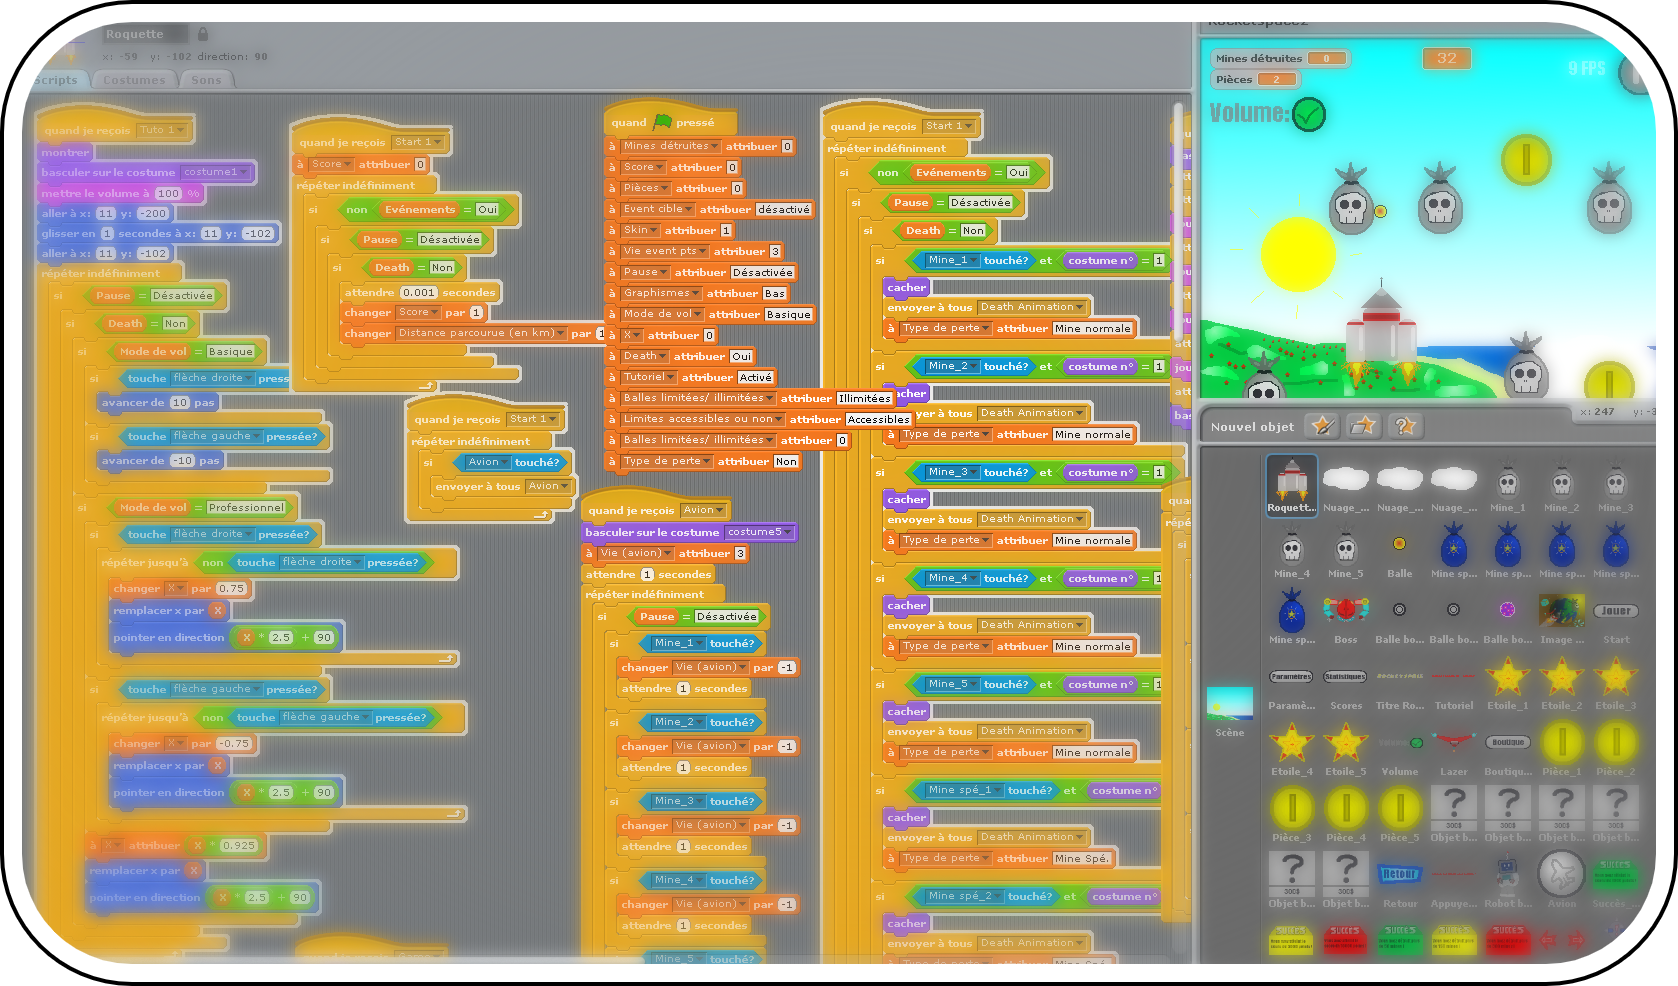 Roquette
x: -59 y: -102 direction: 90
Scripts
Costumes
Sons
quand je reçois Tuto 1
montrer
basculer sur le costume costume1
mettre le volume à 100 %
aller à x: 11 y: -200
glisser en 1 secondes à x: 11 y: -102
aller à x: 11 y: -102
répéter indéfiniment
si Pause = Désactivée
si Death = Non
si Mode de vol = Basique
si touche flèche droite press
avancer de 10 pas
si touche flèche gauche pressée?
avancer de -10 pas
si Mode de vol = Professionnel
si touche flèche droite pressée?
répéter jusqu'à non touche flèche droite pressée?
changer X par 0.75
remplacer x par X
pointer en direction X * 2.5 + 90
si touche flèche gauche pressée?
répéter jusqu'à non touche flèche gauche pressée?
changer X par -0.75
remplacer x par X
pointer en direction X * 2.5 + 90
à X attribuer X * 0.925
remplacer x par X
pointer en direction X * 2.5 + 90
quand je reçois Start 1
à Score attribuer 0
répéter indéfiniment
si non Evénements = Oui
si Pause = Désactivée
si Death = Non
attendre 0.001 secondes
changer Score par 1
changer Distance parcourue (en km) par 1
quand je reçois Start 1
répéter indéfiniment
si Avion touché?
envoyer à tous Avion
quand pressé
à Mines détruites attribuer 0
à Score attribuer 0
à Pièces attribuer 0
à Event cible attribuer désactivé
à Skin attribuer 1
à Vie event pts attribuer 3
à Pause attribuer Désactivée
à Graphismes attribuer Bas
à Mode de vol attribuer Basique
à X attribuer 0
à Death attribuer Oui
à Tutoriel attribuer Activé
à Balles limitées/ illimitées attribuer Illimitées
à Limites accessibles ou non attribuer Accessibles
à Balles limitées/ illimitées attribuer 0
à Type de perte attribuer Non
quand je reçois Avion
basculer sur le costume costume5
à Vie (avion) attribuer 3
attendre 1 secondes
répéter indéfiniment
si Pause = Désactivée
si Mine_1 touché?
changer Vie (avion) par -1
attendre 1 secondes
si Mine_2 touché?
changer Vie (avion) par -1
attendre 1 secondes
si Mine_3 touché?
changer Vie (avion) par -1
attendre 1 secondes
si Mine_4 touché?
changer Vie (avion) par -1
attendre 1 secondes
si Mine_5 touché?
quand je reçois Start 1
répéter indéfiniment
si non Evénements = Oui
si Pause = Désactivée
si Death = Non
si Mine_1 touché? et costume n° = 1
cacher
envoyer à tous Death Animation
à Type de perte attribuer Mine normale
si Mine_2 touché? et costume n° = 1
cher
yer à tous Death Animation
à Type de perte attribuer Mine normale
si Mine_3 touché? et costume n° = 1
cacher
envoyer à tous Death Animation
à Type de perte attribuer Mine normale
si Mine_4 touché? et costume n° = 1
cacher
envoyer à tous Death Animation
à Type de perte attribuer Mine normale
si Mine_5 touché? et costume n° = 1
cacher
envoyer à tous Death Animation
à Type de perte attribuer Mine normale
si Mine spé_1 touché? et costume n°
cacher
envoyer à tous Death Animation
à Type de perte attribuer Mine Spé.
si Mine spé_2 touché? et costume n°
cacher
envoyer à tous Death Animation
à Type de perte attribuer Mine Spé
Mines détruites 0
Pièces 2
32
9 FPS
Volume:
x: 247
Nouvel objet
Scène
Roquett... Nuage_... Nuage_... Nuage_... Mine_1 Mine_2 Mine_3
Mine_4 Mine_5 Balle Mine sp... Mine sp... Mine sp... Mine sp...
Jouer
Mine sp... Boss Balle bo... Balle bo... Balle bo... Image ... Start
Paramètres Statistiques
Paramè... Scores Titre Ro... Tutoriel Etoile_1 Etoile_2 Etoile_3
Boutique
Etoile_4 Etoile_5 Volume Lazer Boutiqu... Pièce_1 Pièce_2
? ? ? ?
300$ 300$ 300$ 300$
Pièce_3 Pièce_4 Pièce_5 Objet b... Objet b... Objet b... Objet b...
? ? Retour SUCCES
300$ 300$
Objet b... Objet b... Retour Appuye... Robot b... Avion Succès_...
SUCCES SUCCES SUCCES SUCCES SUCCES